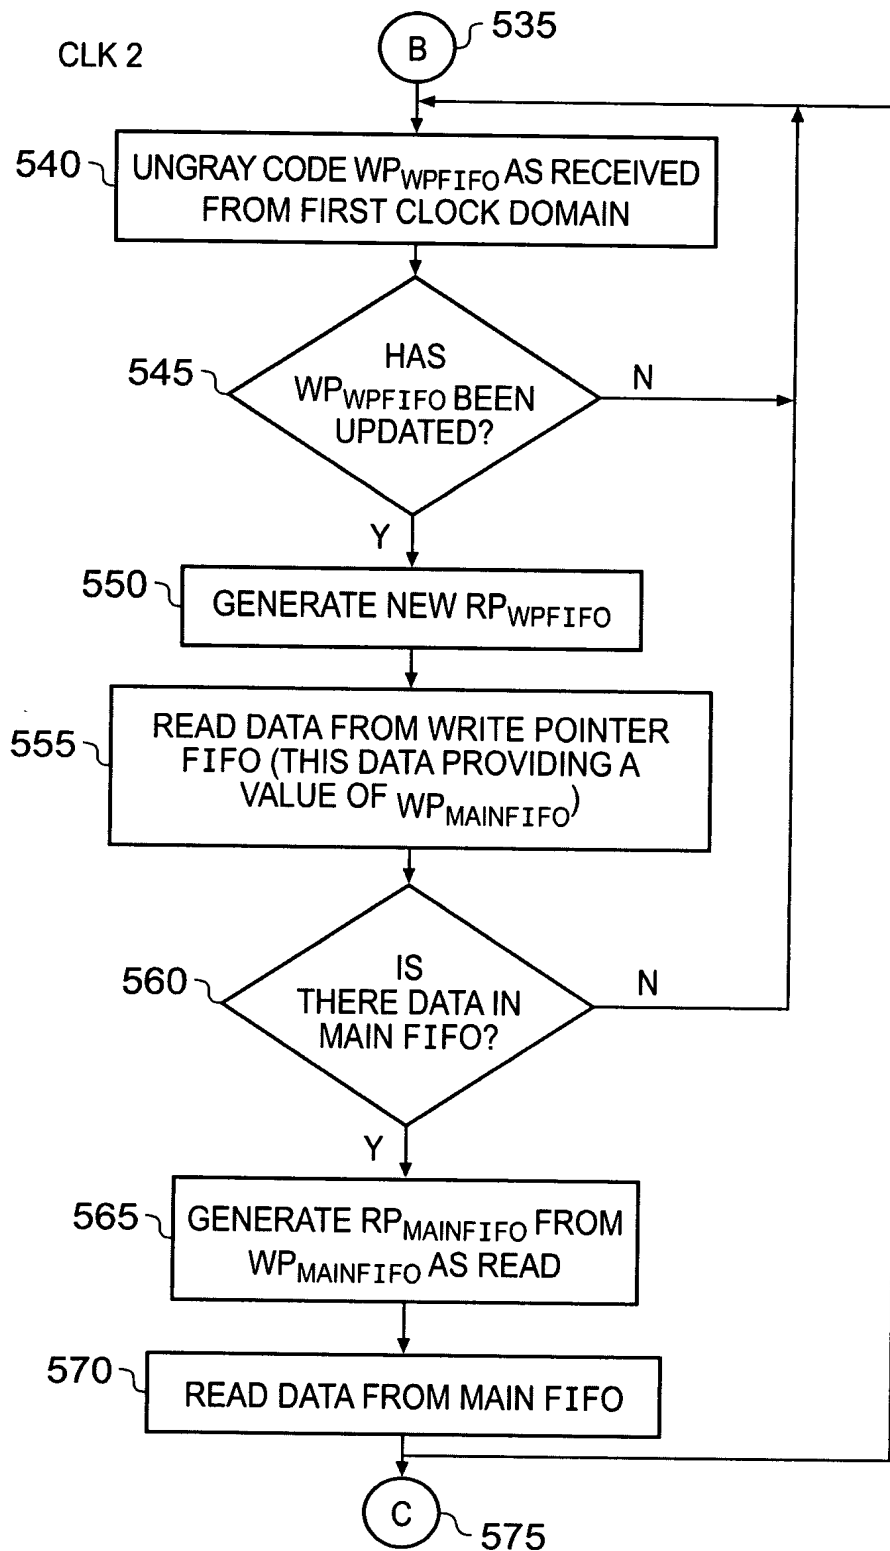 535
B
CLK 2
540
UNGRAY CODE WPWPFIFO AS RECEIVED
FROM FIRST CLOCK DOMAIN
545
HAS
WPWPFIFO BEEN
UPDATED?
N
Y
550
GENERATE NEW RPWPFIFO
555
READ DATA FROM WRITE POINTER
FIFO (THIS DATA PROVIDING A
VALUE OF WPMAINFIFO)
560
IS
THERE DATA IN
MAIN FIFO?
N
Y
565
GENERATE RPMAINFIFO FROM
WPMAINFIFO AS READ
570
READ DATA FROM MAIN FIFO
C
575